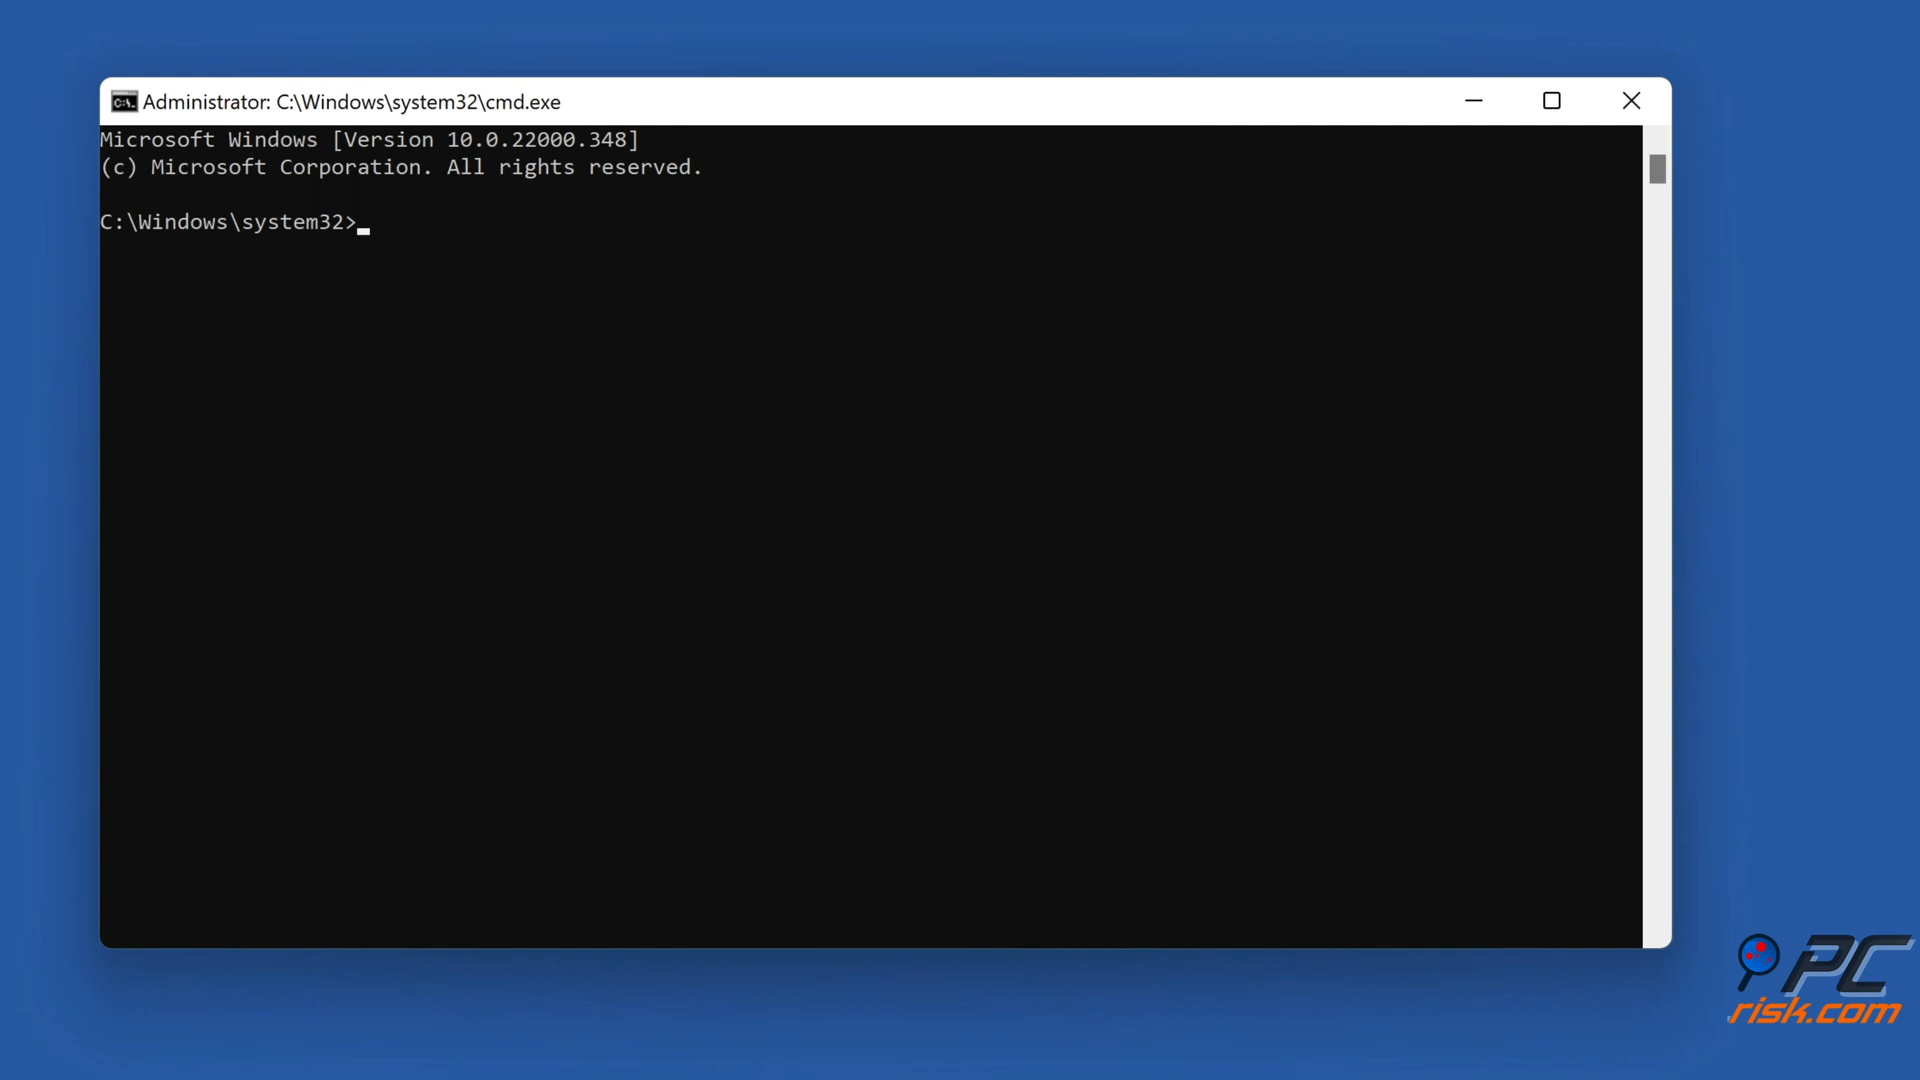 Administrator: C:\Windows\system32\cmd.exe
Microsoft Windows [Version 10.0.22000.348]
(c) Microsoft Corporation. All rights reserved.
C:\Windows\system32>
PC
risk.com